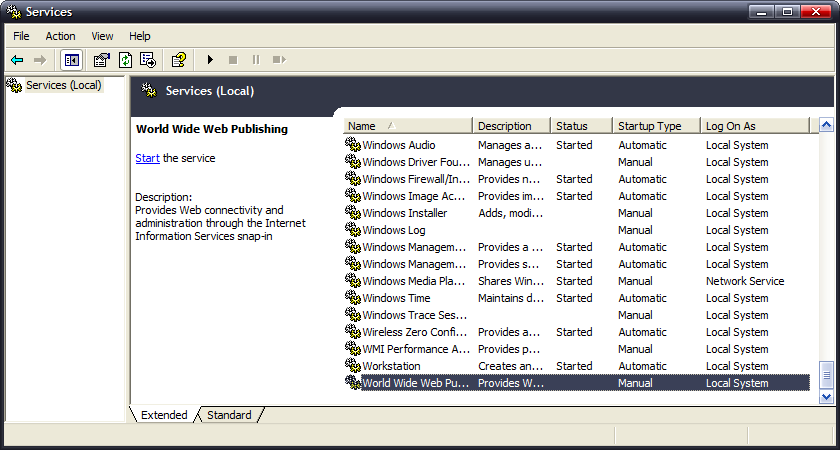 Services
File Action View Help
Services (Local)
Services (Local)
World Wide Web Publishing
Start the service
Description:
Provides Web connectivity and
administration through the Internet
Information Services snap-in
Name Description Status Startup Type Log On As
Windows Audio Manages a... Started Automatic Local System
Windows Driver Fou... Manages u... Manual Local System
Windows Firewall/In... Provides n... Started Automatic Local System
Windows Image Ac... Provides im... Started Automatic Local System
Windows Installer Adds, modi... Manual Local System
Windows Log Manual Local System
Windows Managem... Provides a ... Started Automatic Local System
Windows Managem... Provides s... Started Automatic Local System
Windows Media Pla... Shares Win... Started Manual Network Service
Windows Time Maintains d... Started Automatic Local System
Windows Trace Ses... Manual Local System
Wireless Zero Confi... Provides a... Started Automatic Local System
WMI Performance A... Provides p... Manual Local System
Workstation Creates an... Started Automatic Local System
World Wide Web Pu... Provides W... Manual Local System
Extended Standard